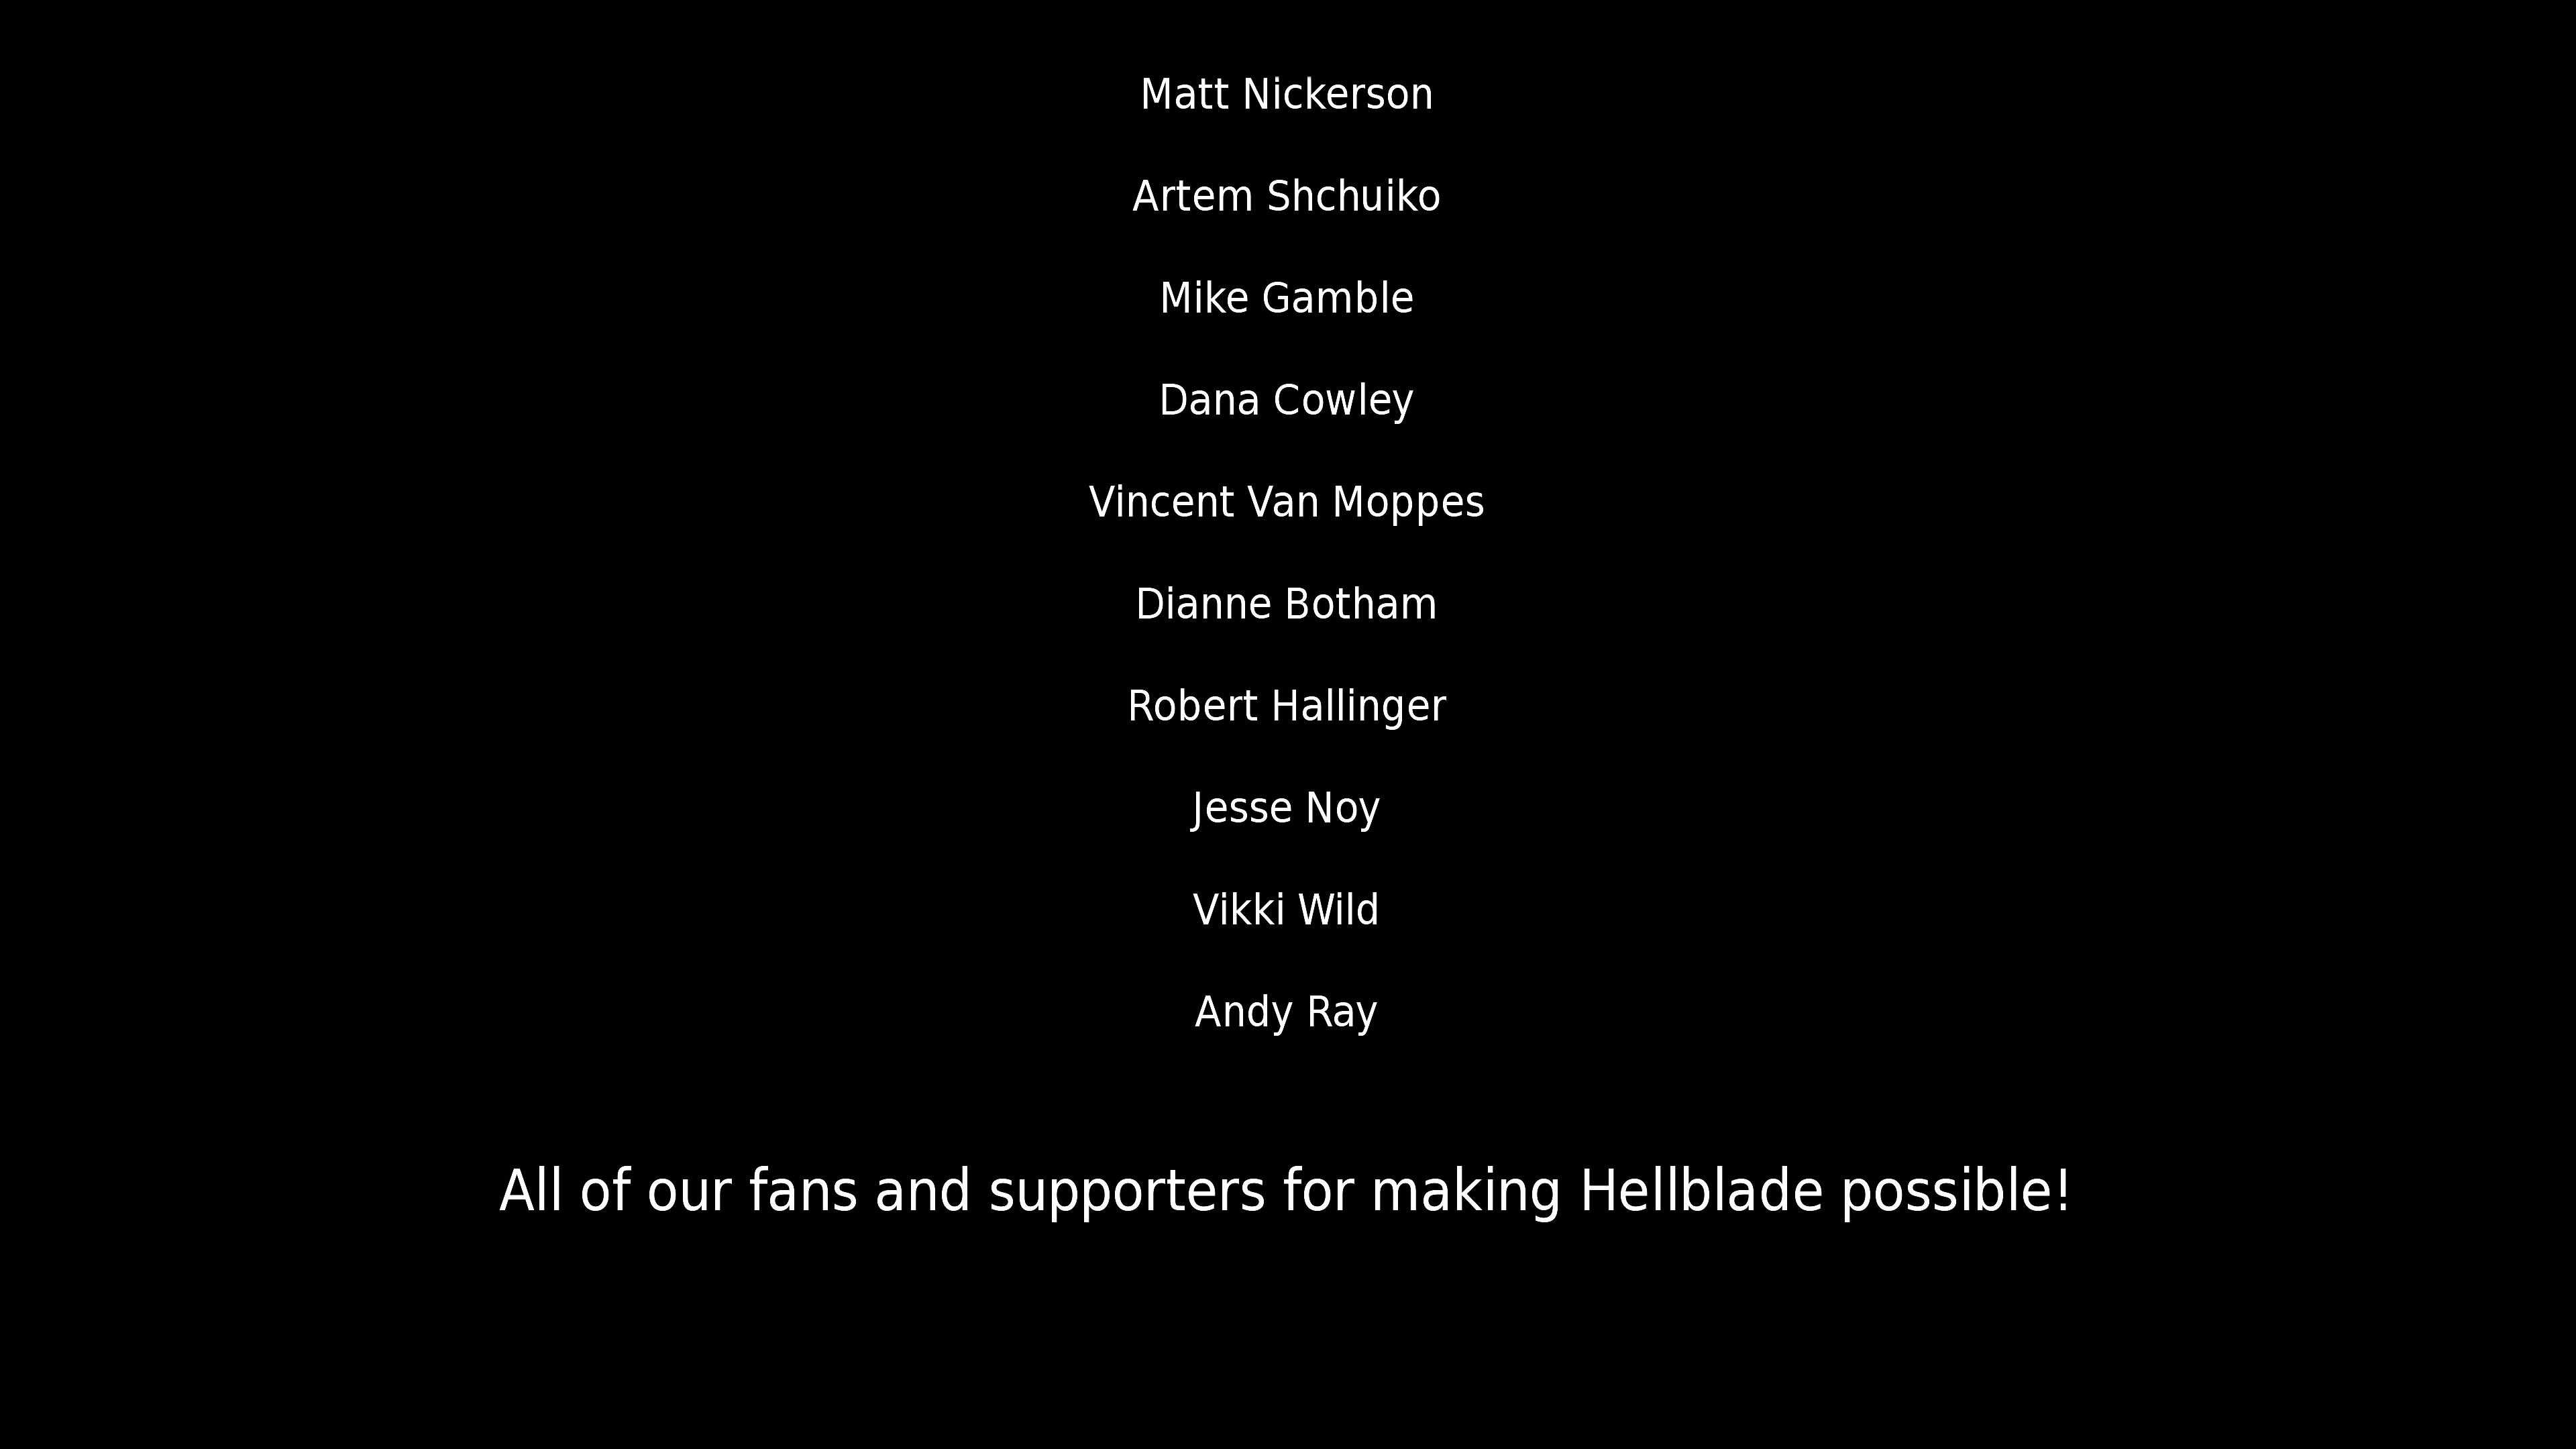 Matt Nickerson
Artem Shchuiko
Mike Gamble
Dana Cowley
Vincent Van Moppes
Dianne Botham
Robert Hallinger
Jesse Noy
Vikki Wild
Andy Ray
All of our fans and supporters for making Hellblade possible!